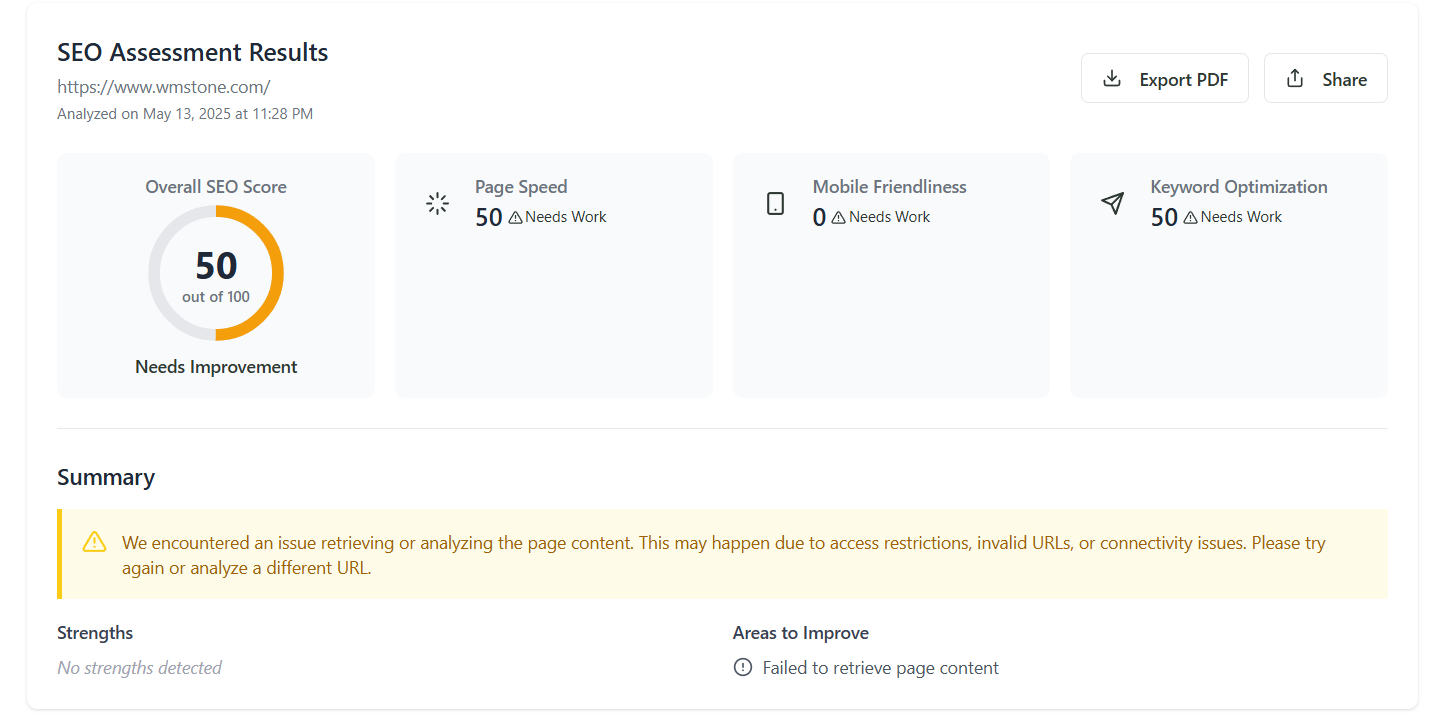 SEO Assessment Results
https://www.wmstone.com/
Analyzed on May 13, 2025 at 11:28 PM
Export PDF
Share
Overall SEO Score
50
out of 100
Needs Improvement
Page Speed
50 Needs Work
Mobile Friendliness
0 Needs Work
Keyword Optimization
50 Needs Work
Summary
We encountered an issue retrieving or analyzing the page content. This may happen due to access restrictions, invalid URLs, or connectivity issues. Please try
again or analyze a different URL.
Strengths
No strengths detected
Areas to Improve
Failed to retrieve page content